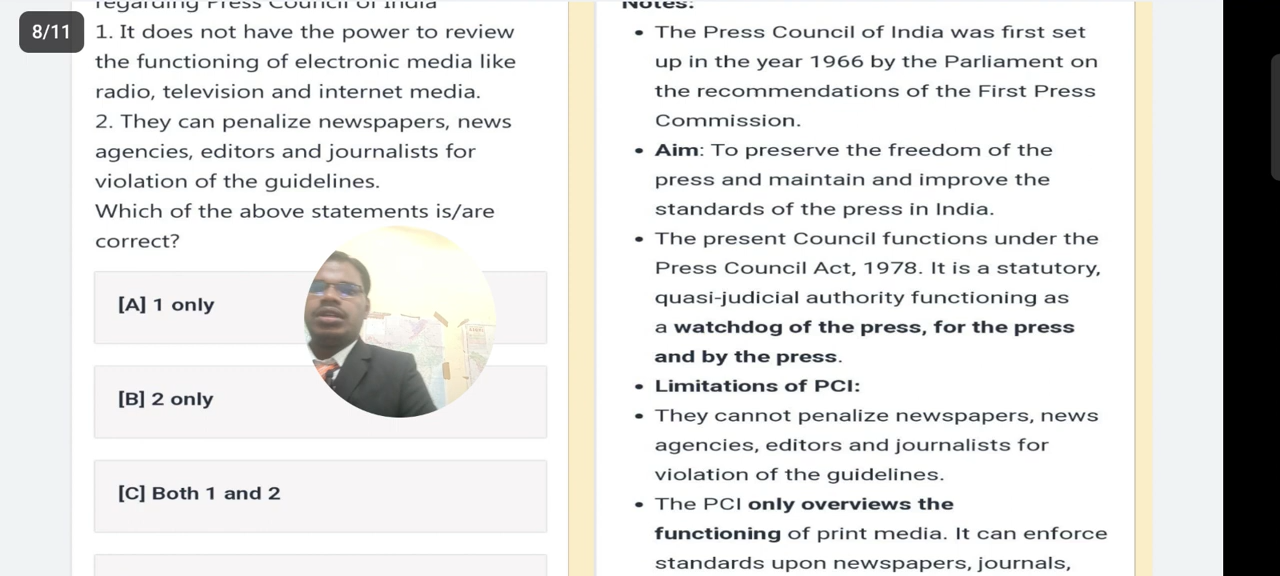 8/11
regarding Press Council of India
1. It does not have the power to review
the functioning of electronic media like
radio, television and internet media.
2. They can penalize newspapers, news
agencies, editors and journalists for
violation of the guidelines.
Which of the above statements is/are
correct?
[A] 1 only
[B] 2 only
[C] Both 1 and 2
Notes:
• The Press Council of India was first set
up in the year 1966 by the Parliament on
the recommendations of the First Press
Commission.
• Aim: To preserve the freedom of the
press and maintain and improve the
standards of the press in India.
• The present Council functions under the
Press Council Act, 1978. It is a statutory,
quasi-judicial authority functioning as
a watchdog of the press, for the press
and by the press.
• Limitations of PCI:
• They cannot penalize newspapers, news
agencies, editors and journalists for
violation of the guidelines.
• The PCI only overviews the
functioning of print media. It can enforce
standards upon newspapers, journals,